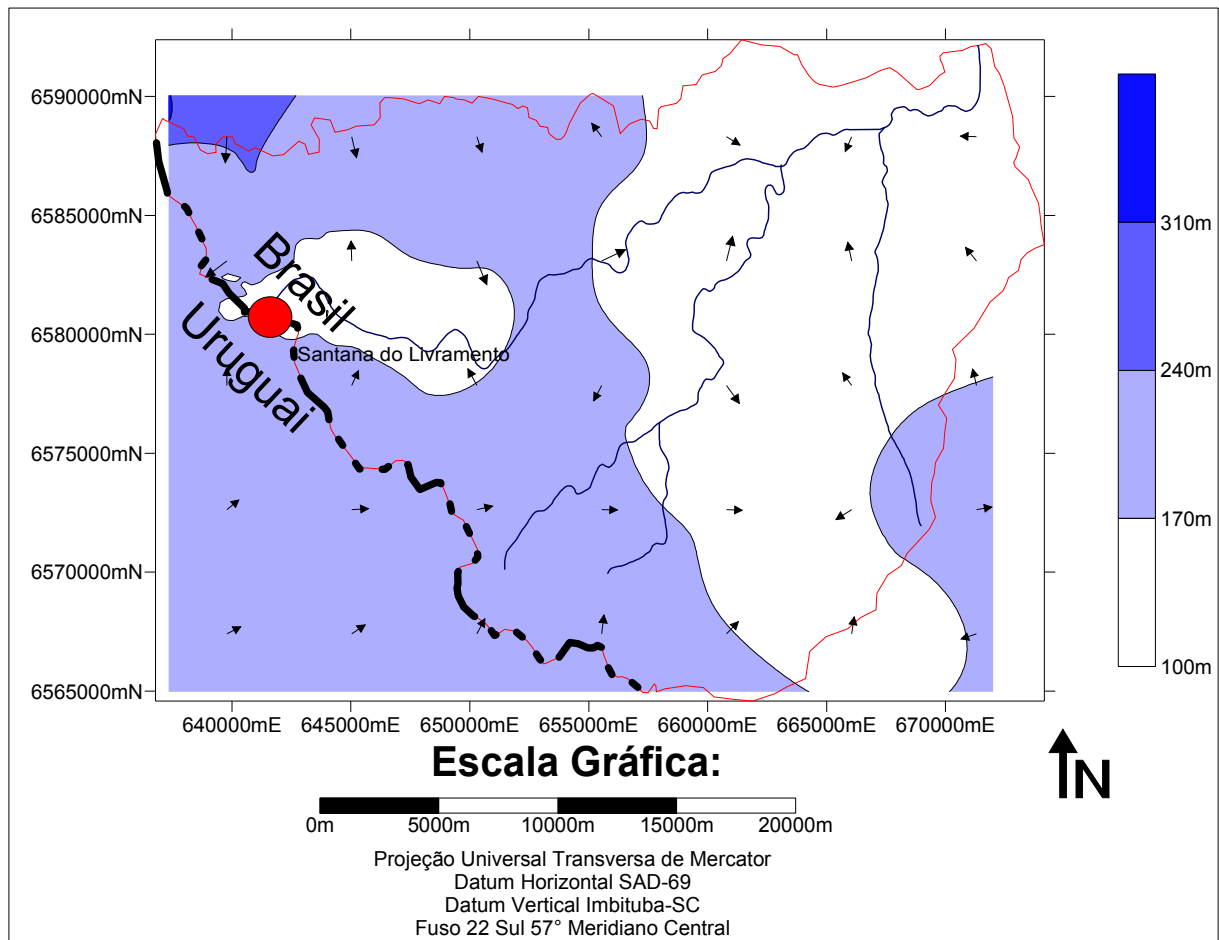 6590000mN
6585000mN
6580000mN
6575000mN
6570000mN
6565000mN
Brasil
Uruguai
Santana do Livramento
310m
240m
170m
100m
640000mE 645000mE 650000mE 655000mE 660000mE 665000mE 670000mE
Escala Gráfica:
N
0m 5000m 10000m 15000m 20000m
Projeção Universal Transversa de Mercator
Datum Horizontal SAD-69
Datum Vertical Imbituba-SC
Fuso 22 Sul 57° Meridiano Central